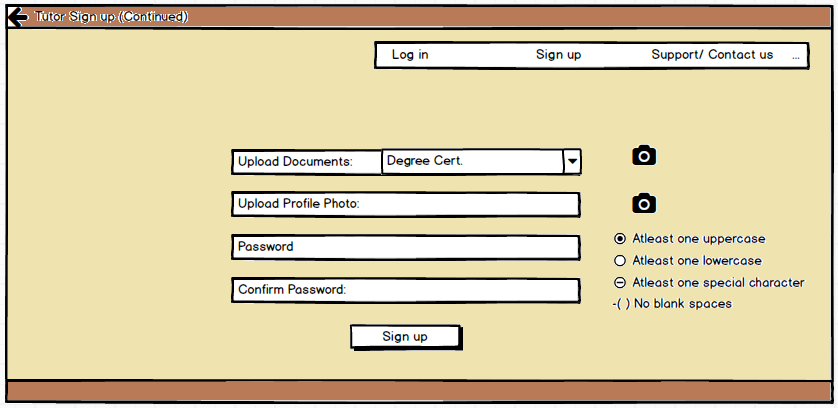 Tutor Sign up (Continued)
Log in Sign up Support/ Contact us ...
Upload Documents: Degree Cert.
Upload Profile Photo:
Password
Atleast one uppercase
Atleast one lowercase
Atleast one special character
Confirm Password:
-( ) No blank spaces
Sign up